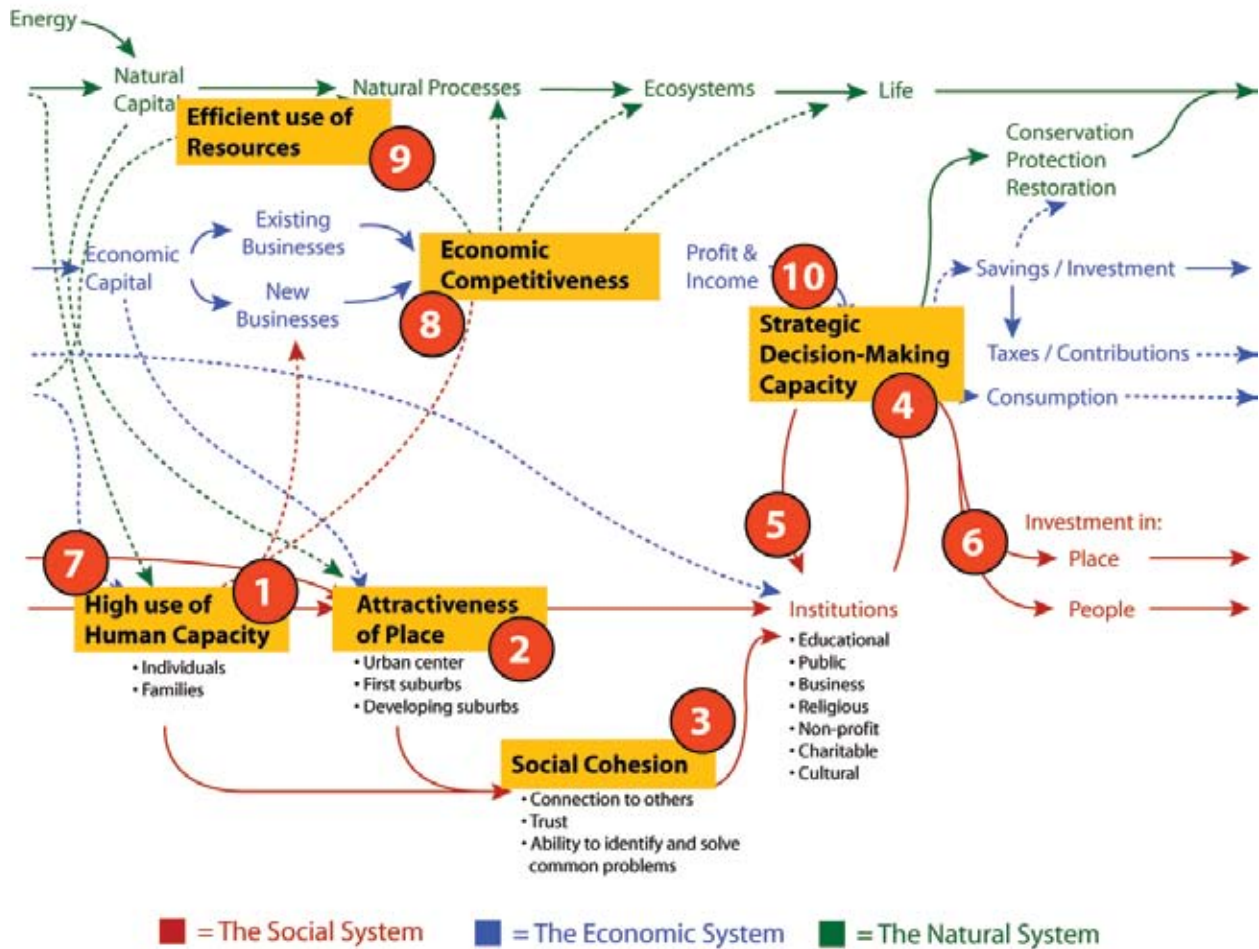 Energy
Natural
Capital
Natural Processes
Ecosystems
Life
Efficient use of
Resources
9
Conservation
Protection
Restoration
Existing
Businesses
Economic
Capital
New
Businesses
Economic
Competitiveness
8
Profit &
Income
10
Savings / Investment
Strategic
Decision-Making
Capacity
4
Taxes / Contributions
Consumption
5
6
Investment in:
Place
People
7
1
High use of
Human Capacity
• Individuals
• Families
Attractiveness
of Place
2
• Urban center
• First suburbs
• Developing suburbs
Institutions
• Educational
• Public
• Business
• Religious
• Non-profit
• Charitable
• Cultural
3
Social Cohesion
• Connection to others
• Trust
• Ability to identify and solve
common problems
= The Social System
= The Economic System
= The Natural System